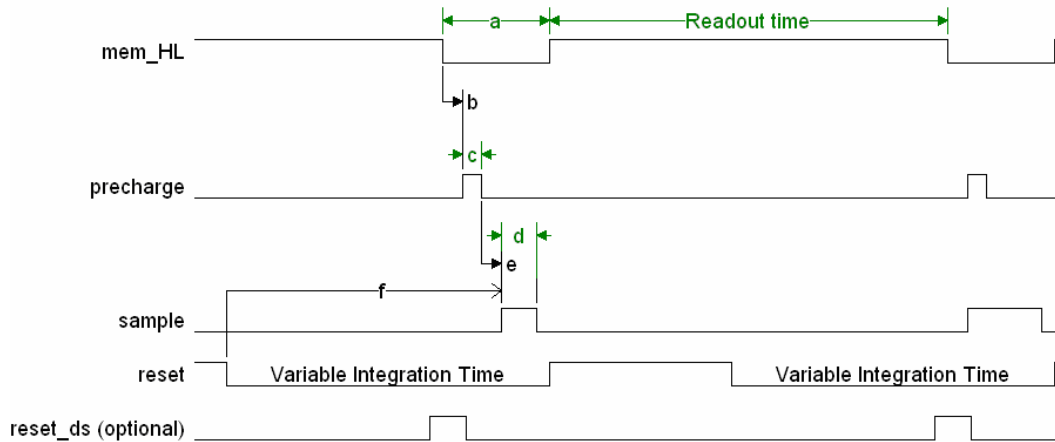 a
Readout time
mem_HL
b
c
precharge
d
e
f
sample
reset
Variable Integration Time
Variable Integration Time
reset_ds (optional)